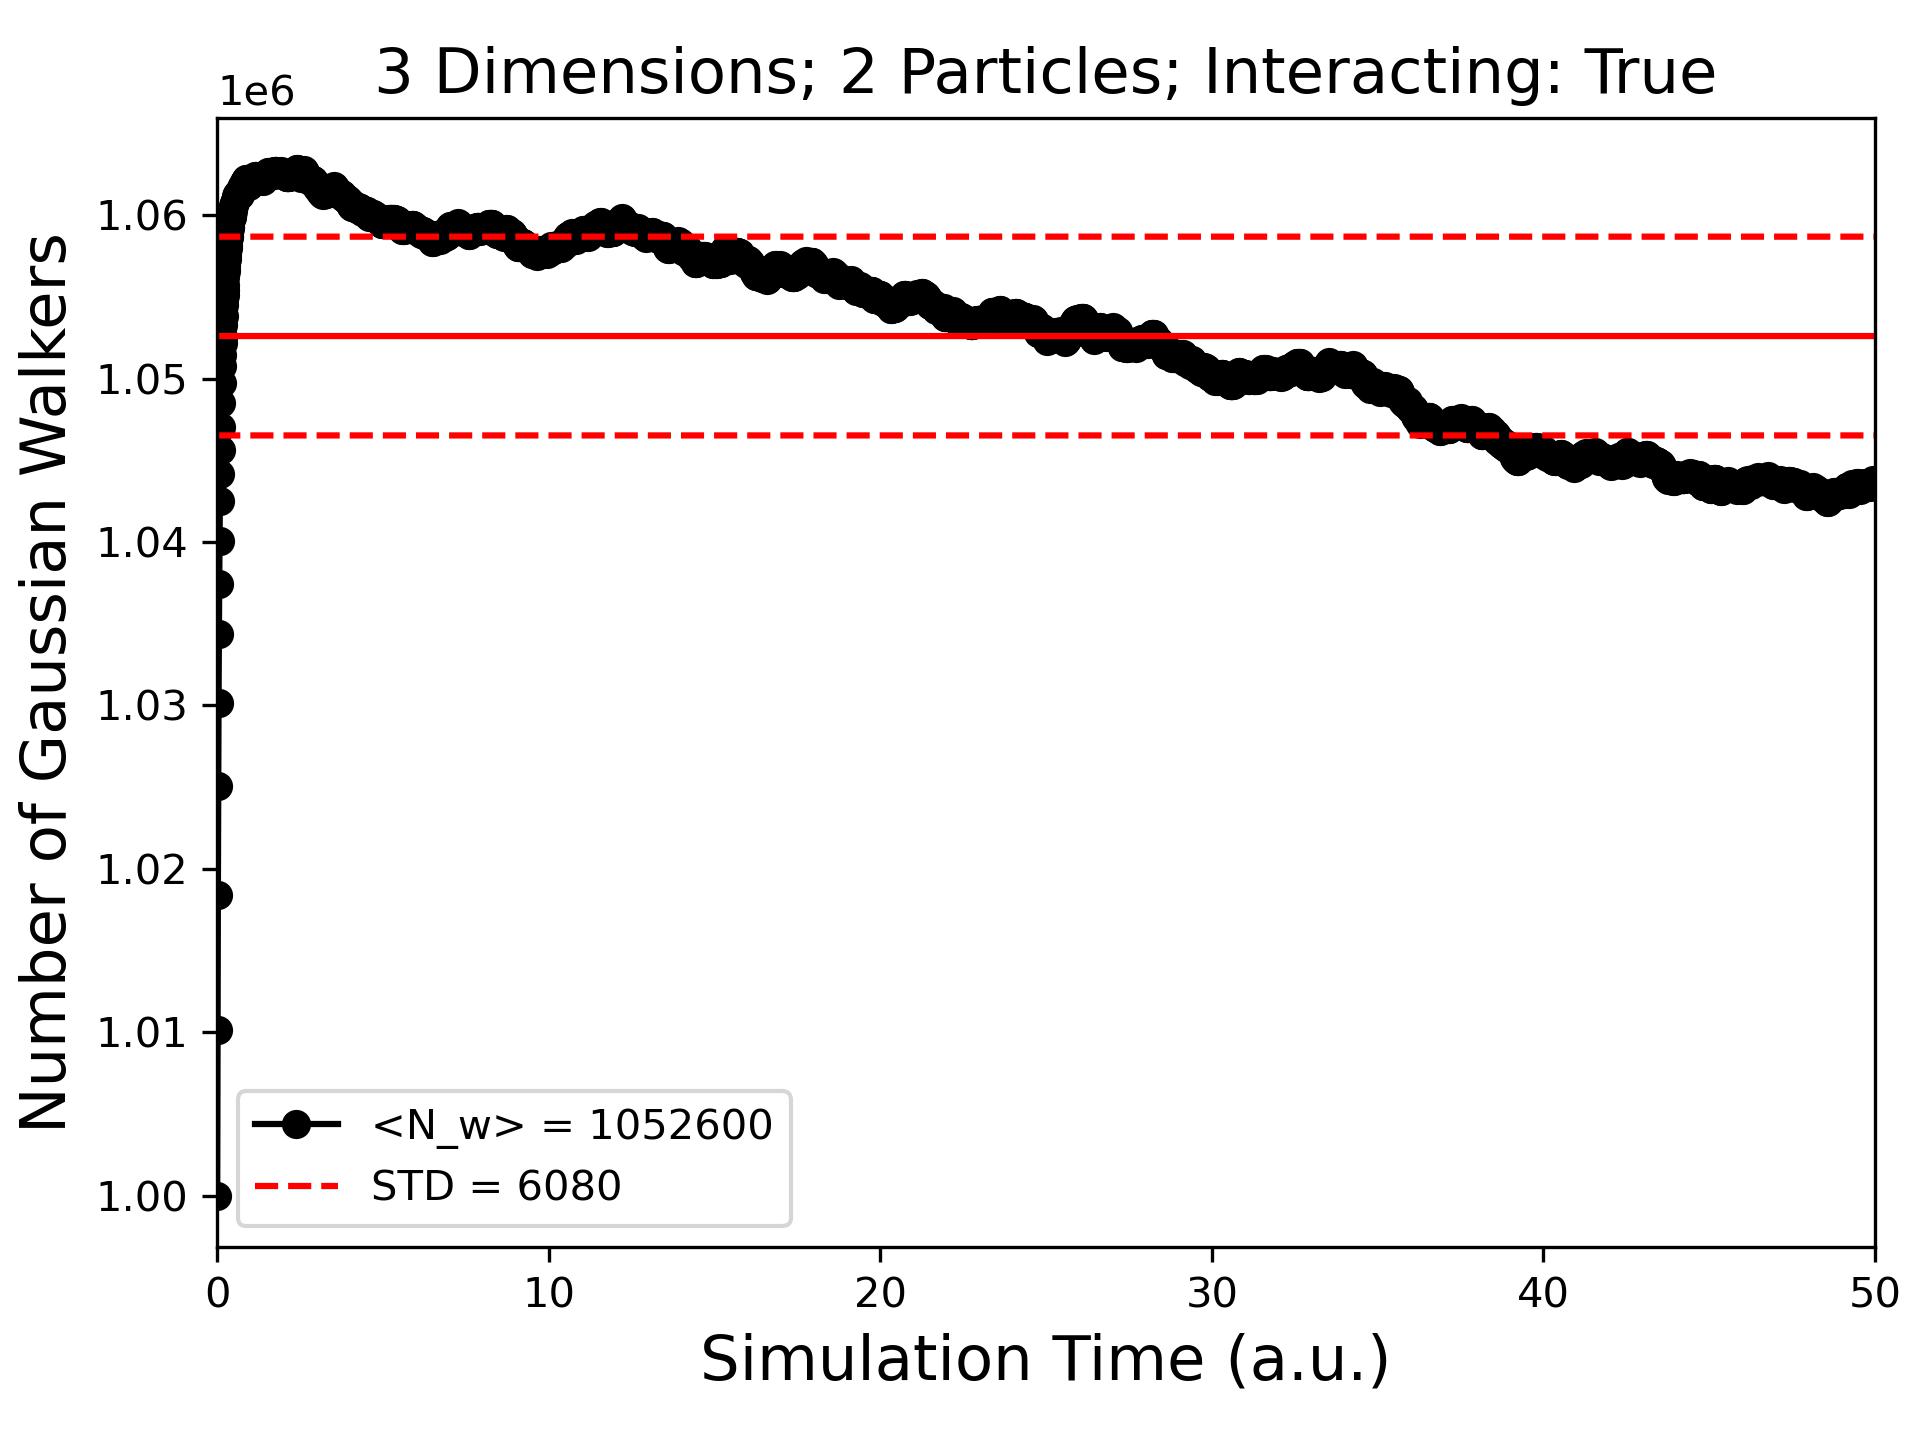 3 Dimensions; 2 Particles; Interacting: True
1e6
1.06
1.05
1.04
1.03
1.02
1.01
1.00
Number of Gaussian Walkers
<N_w> = 1052600
STD = 6080
0 10 20 30 40 50
Simulation Time (a.u.)